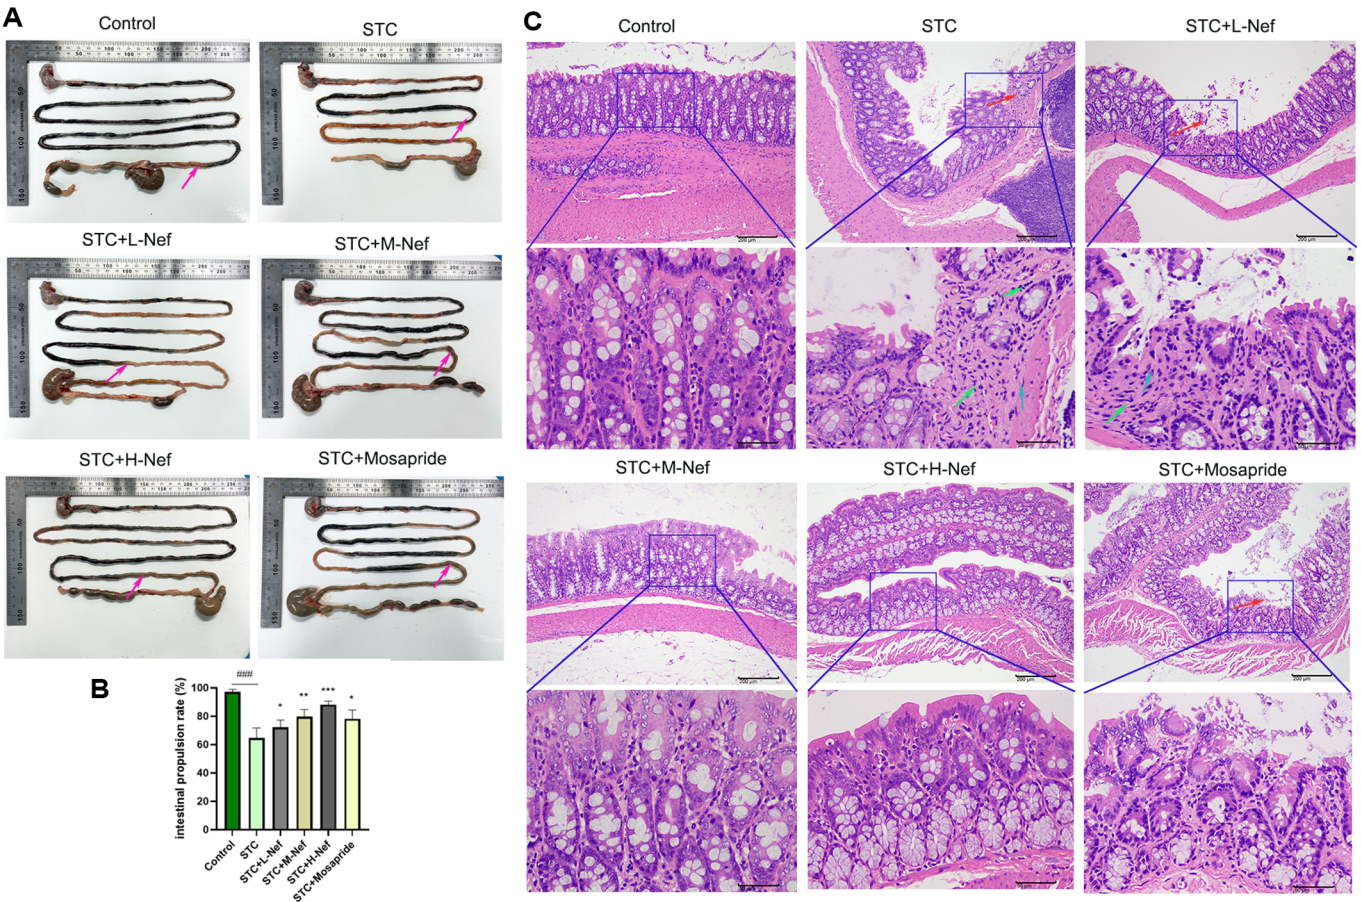 A
Control
STC
STC+L-Nef
STC+M-Nef
STC+H-Nef
STC+Mosapride
B
###
*
**
***
*
intestinal propulsion rate (%)
100
80
60
40
20
0
Control
STC
STC+L-Nef
STC+M-Nef
STC+H-Nef
STC+Mosapride
C
Control
STC
STC+L-Nef
200 μm
200 μm
200 μm
STC+M-Nef
STC+H-Nef
STC+Mosapride
200 μm
200 μm
200 μm